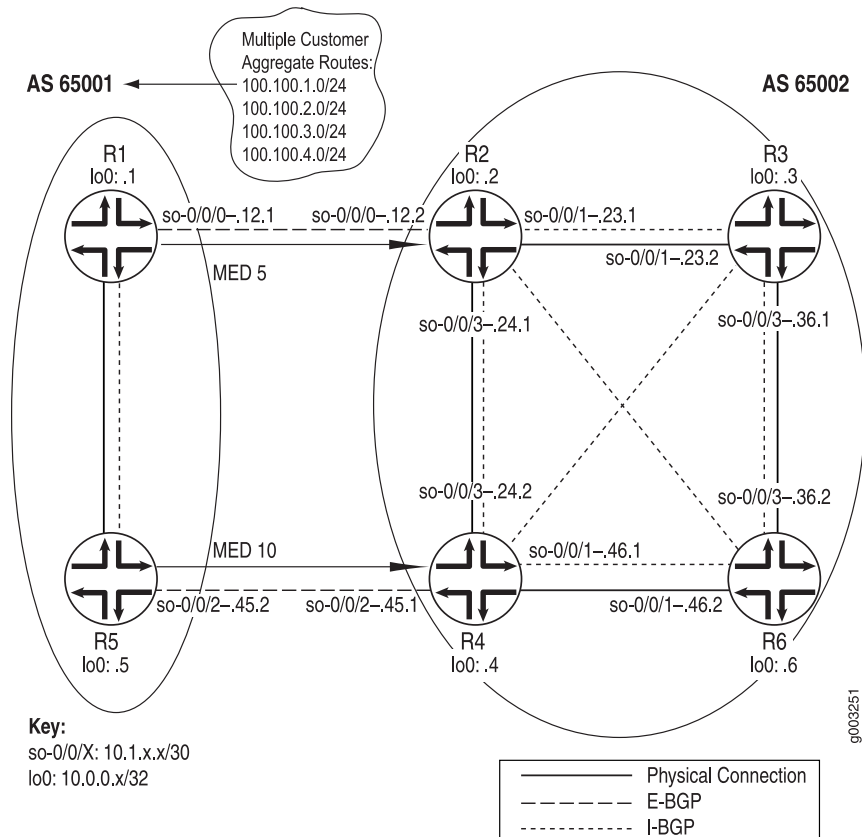 Multiple Customer
Aggregate Routes:
100.100.1.0/24
100.100.2.0/24
100.100.3.0/24
100.100.4.0/24
AS 65001
AS 65002
R1
lo0: .1
R2
lo0: .2
R3
lo0: .3
so-0/0/0–.12.1
so-0/0/0–.12.2
so-0/0/1–.23.1
MED 5
so-0/0/1–.23.2
so-0/0/3–.24.1
so-0/0/3–.36.1
so-0/0/3–.24.2
so-0/0/3–.36.2
MED 10
so-0/0/1–.46.1
so-0/0/2–.45.2
so-0/0/2–.45.1
so-0/0/1–.46.2
R5
lo0: .5
R4
lo0: .4
R6
lo0: .6
Key:
so-0/0/X: 10.1.x.x/30
lo0: 10.0.0.x/32
Physical Connection
E-BGP
I-BGP
g003251